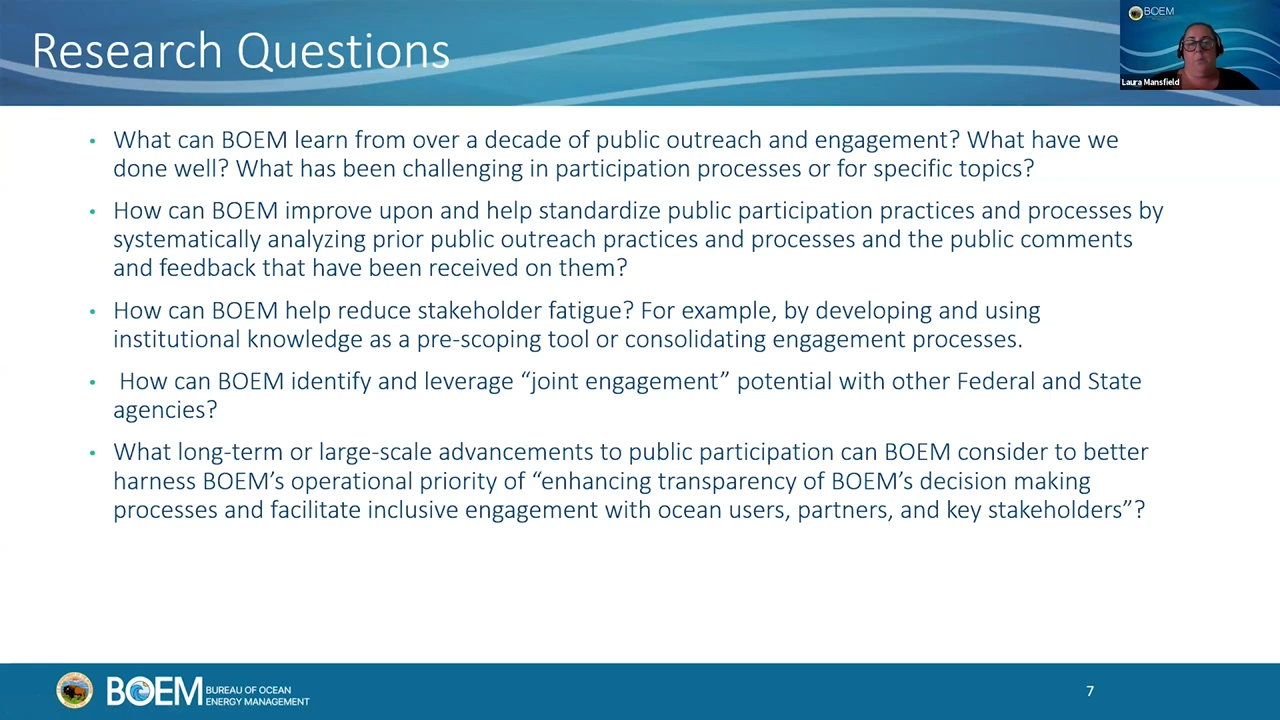 Research Questions
BOEM
Laura Mansfield
• What can BOEM learn from over a decade of public outreach and engagement? What have we
done well? What has been challenging in participation processes or for specific topics?
• How can BOEM improve upon and help standardize public participation practices and processes by
systematically analyzing prior public outreach practices and processes and the public comments
and feedback that have been received on them?
• How can BOEM help reduce stakeholder fatigue? For example, by developing and using
institutional knowledge as a pre-scoping tool or consolidating engagement processes.
• How can BOEM identify and leverage “joint engagement” potential with other Federal and State
agencies?
• What long-term or large-scale advancements to public participation can BOEM consider to better
harness BOEM’s operational priority of “enhancing transparency of BOEM’s decision making
processes and facilitate inclusive engagement with ocean users, partners, and key stakeholders”?
BOEM
BUREAU OF OCEAN
ENERGY MANAGEMENT
7